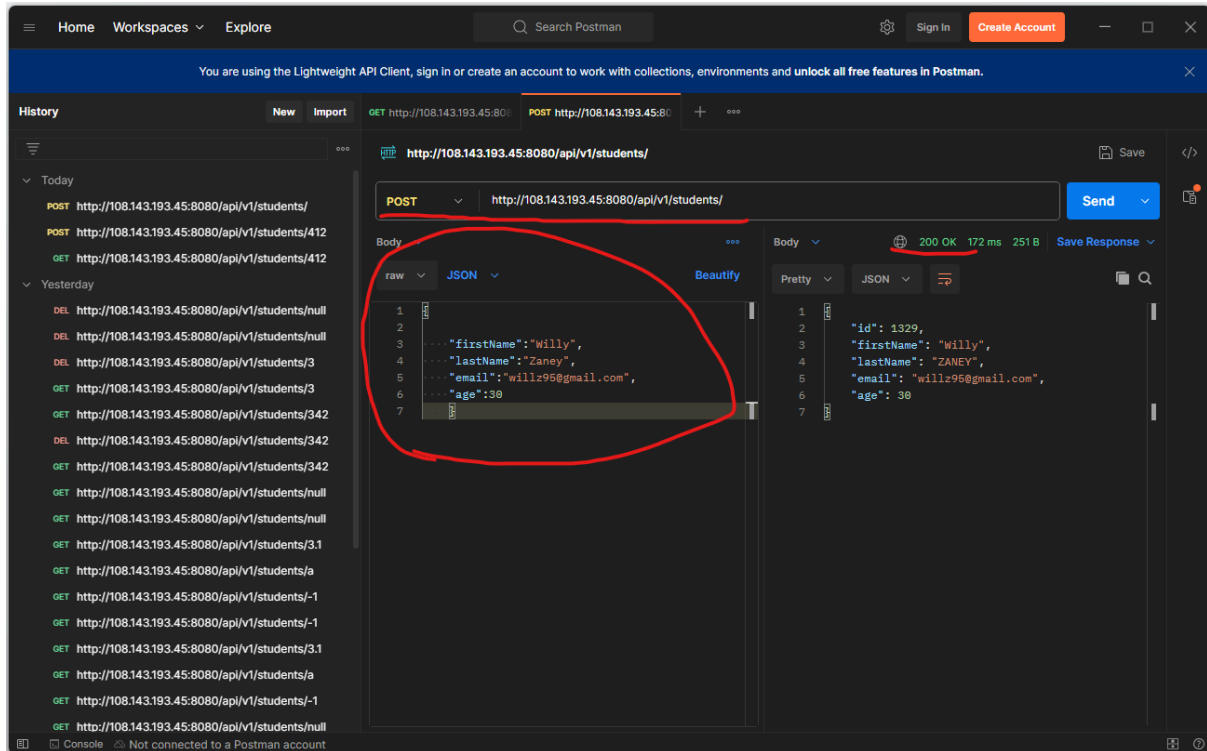 Home Workspaces Explore Search Postman Sign In Create Account
You are using the Lightweight API Client, sign in or create an account to work with collections, environments and unlock all free features in Postman.
History New Import
GET http://108.143.193.45:808 POST http://108.143.193.45:80
HTTP http://108.143.193.45:8080/api/v1/students/ Save
Today
POST http://108.143.193.45:8080/api/v1/students/
POST http://108.143.193.45:8080/api/v1/students/412
GET http://108.143.193.45:8080/api/v1/students/412
Yesterday
DEL http://108.143.193.45:8080/api/v1/students/null
DEL http://108.143.193.45:8080/api/v1/students/null
DEL http://108.143.193.45:8080/api/v1/students/3
GET http://108.143.193.45:8080/api/v1/students/3
GET http://108.143.193.45:8080/api/v1/students/342
DEL http://108.143.193.45:8080/api/v1/students/342
GET http://108.143.193.45:8080/api/v1/students/342
GET http://108.143.193.45:8080/api/v1/students/null
GET http://108.143.193.45:8080/api/v1/students/null
GET http://108.143.193.45:8080/api/v1/students/3.1
GET http://108.143.193.45:8080/api/v1/students/a
GET http://108.143.193.45:8080/api/v1/students/-1
GET http://108.143.193.45:8080/api/v1/students/-1
GET http://108.143.193.45:8080/api/v1/students/3.1
GET http://108.143.193.45:8080/api/v1/students/a
GET http://108.143.193.45:8080/api/v1/students/-1
GET http://108.143.193.45:8080/api/v1/students/null
POST http://108.143.193.45:8080/api/v1/students/ Send
Body
raw JSON Beautify
1 {
2
3 "firstName":"Willy",
4 "lastName":"Zaney",
5 "email":"willz95@gmail.com",
6 "age":30
7 }
Body 200 OK 172 ms 251 B Save Response
Pretty JSON
1 {
2 "id": 1329,
3 "firstName": "Willy",
4 "lastName": "ZANEY",
5 "email": "willz95@gmail.com",
6 "age": 30
7 }
Console Not connected to a Postman account